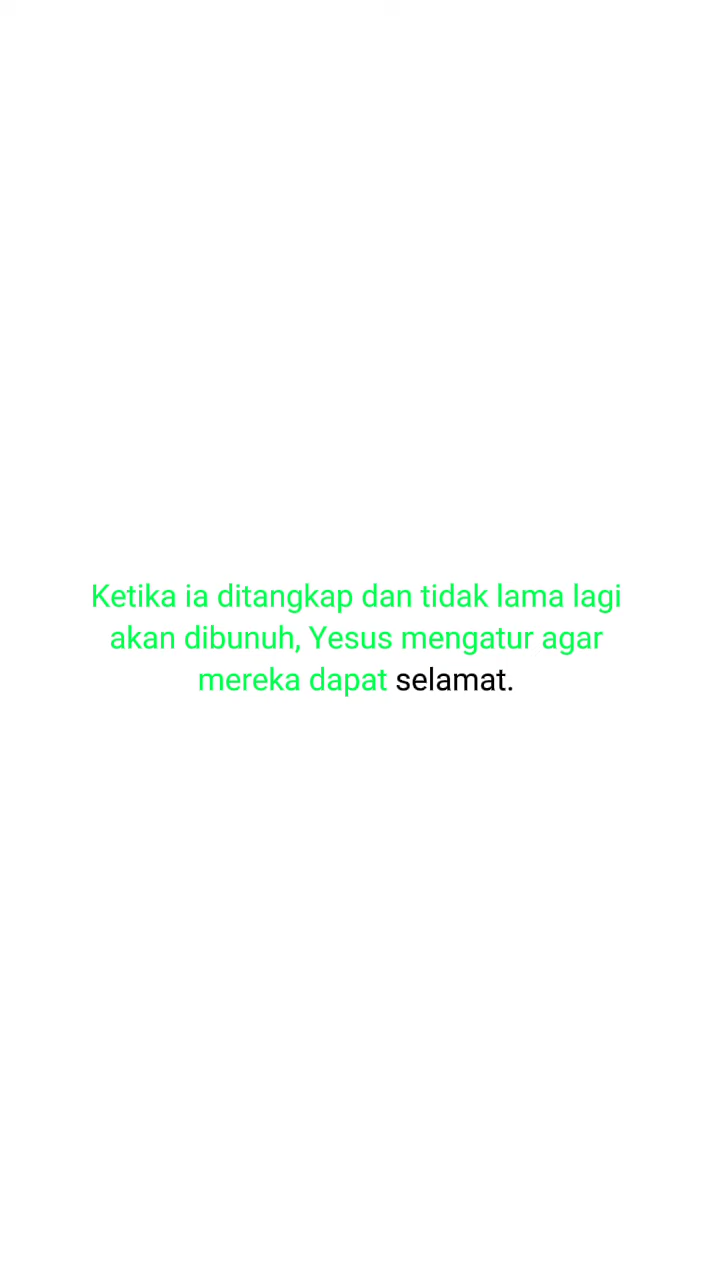 Ketika ia ditangkap dan tidak lama lagi
akan dibunuh, Yesus mengatur agar
mereka dapat selamat.